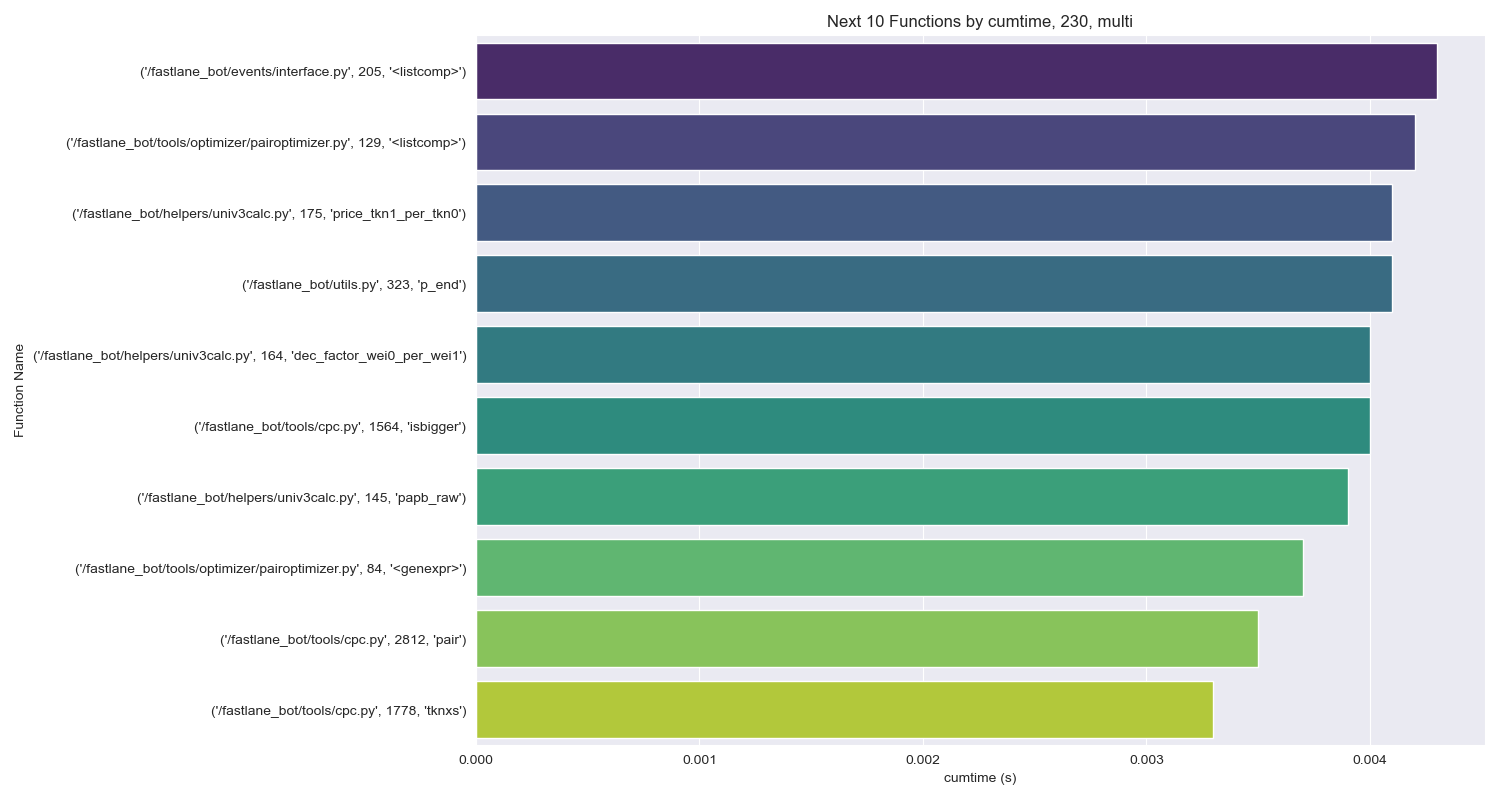 Next 10 Functions by cumtime, 230, multi
('/fastlane_bot/events/interface.py', 205, '<listcomp>')
('/fastlane_bot/tools/optimizer/pairoptimizer.py', 129, '<listcomp>')
('/fastlane_bot/helpers/univ3calc.py', 175, 'price_tkn1_per_tkn0')
('/fastlane_bot/utils.py', 323, 'p_end')
('/fastlane_bot/helpers/univ3calc.py', 164, 'dec_factor_wei0_per_wei1')
('/fastlane_bot/tools/cpc.py', 1564, 'isbigger')
('/fastlane_bot/helpers/univ3calc.py', 145, 'papb_raw')
('/fastlane_bot/tools/optimizer/pairoptimizer.py', 84, '<genexpr>')
('/fastlane_bot/tools/cpc.py', 2812, 'pair')
('/fastlane_bot/tools/cpc.py', 1778, 'tknxs')
Function Name
0.000 0.001 0.002 0.003 0.004
cumtime (s)